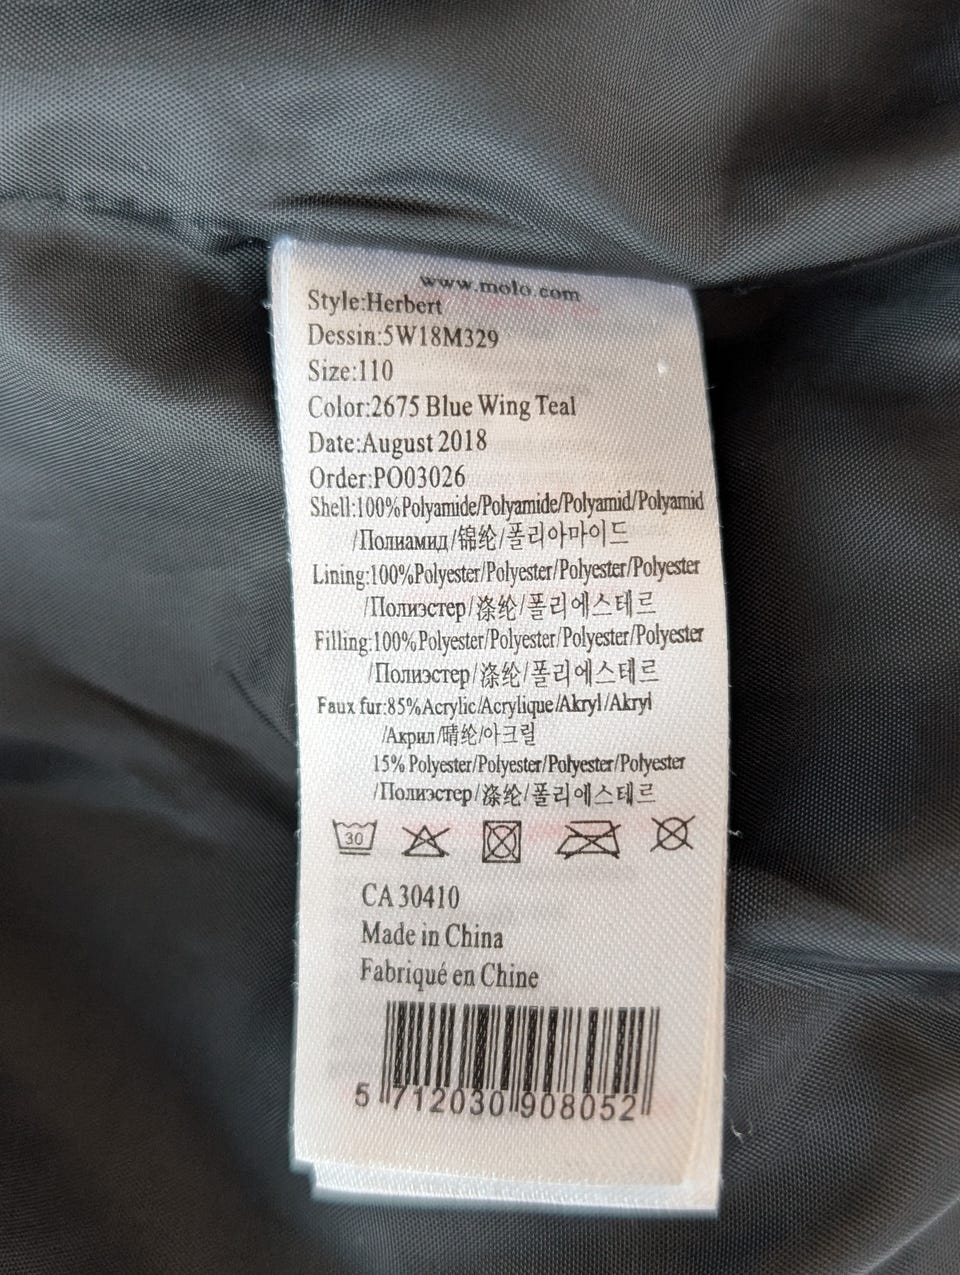 www.molo.com
Style:Herbert
Dessin:5W18M329
Size:110
Color:2675 Blue Wing Teal
Date:August 2018
Order:PO03026
Shell:100%Polyamide/Polyamide/Polyamid/Polyamid
/Полиамид/锦纶/폴리아마이드
Lining:100%Polyester/Polyester/Polyester/Polyester
/Полиэстер/涤纶/폴리에스테르
Filling:100%Polyester/Polyester/Polyester/Polyester
/Полиэстер/涤纶/폴리에스테르
Faux fur:85%Acrylic/Acrylique/Akryl/Akryl
/Акрил/晴纶/아크릴
15% Polyester/Polyester/Polyester/Polyester
/Полиэстер/涤纶/폴리에스테르
30
CA 30410
Made in China
Fabriqué en Chine
5 712030 908052